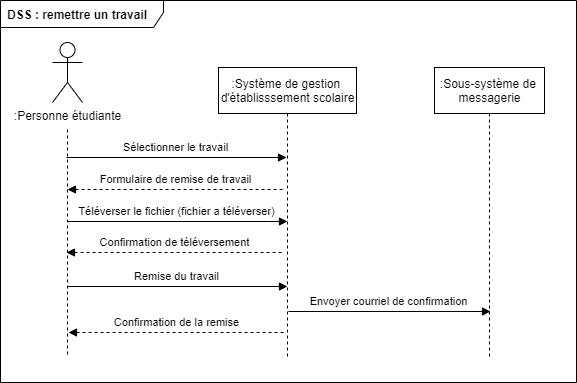 DSS : remettre un travail
:Système de gestion
d'établisssement scolaire
:Sous-système de
messagerie
:Personne étudiante
Sélectionner le travail
Formulaire de remise de travail
Téléverser le fichier (fichier a téléverser)
Confirmation de téléversement
Remise du travail
Envoyer courriel de confirmation
Confirmation de la remise